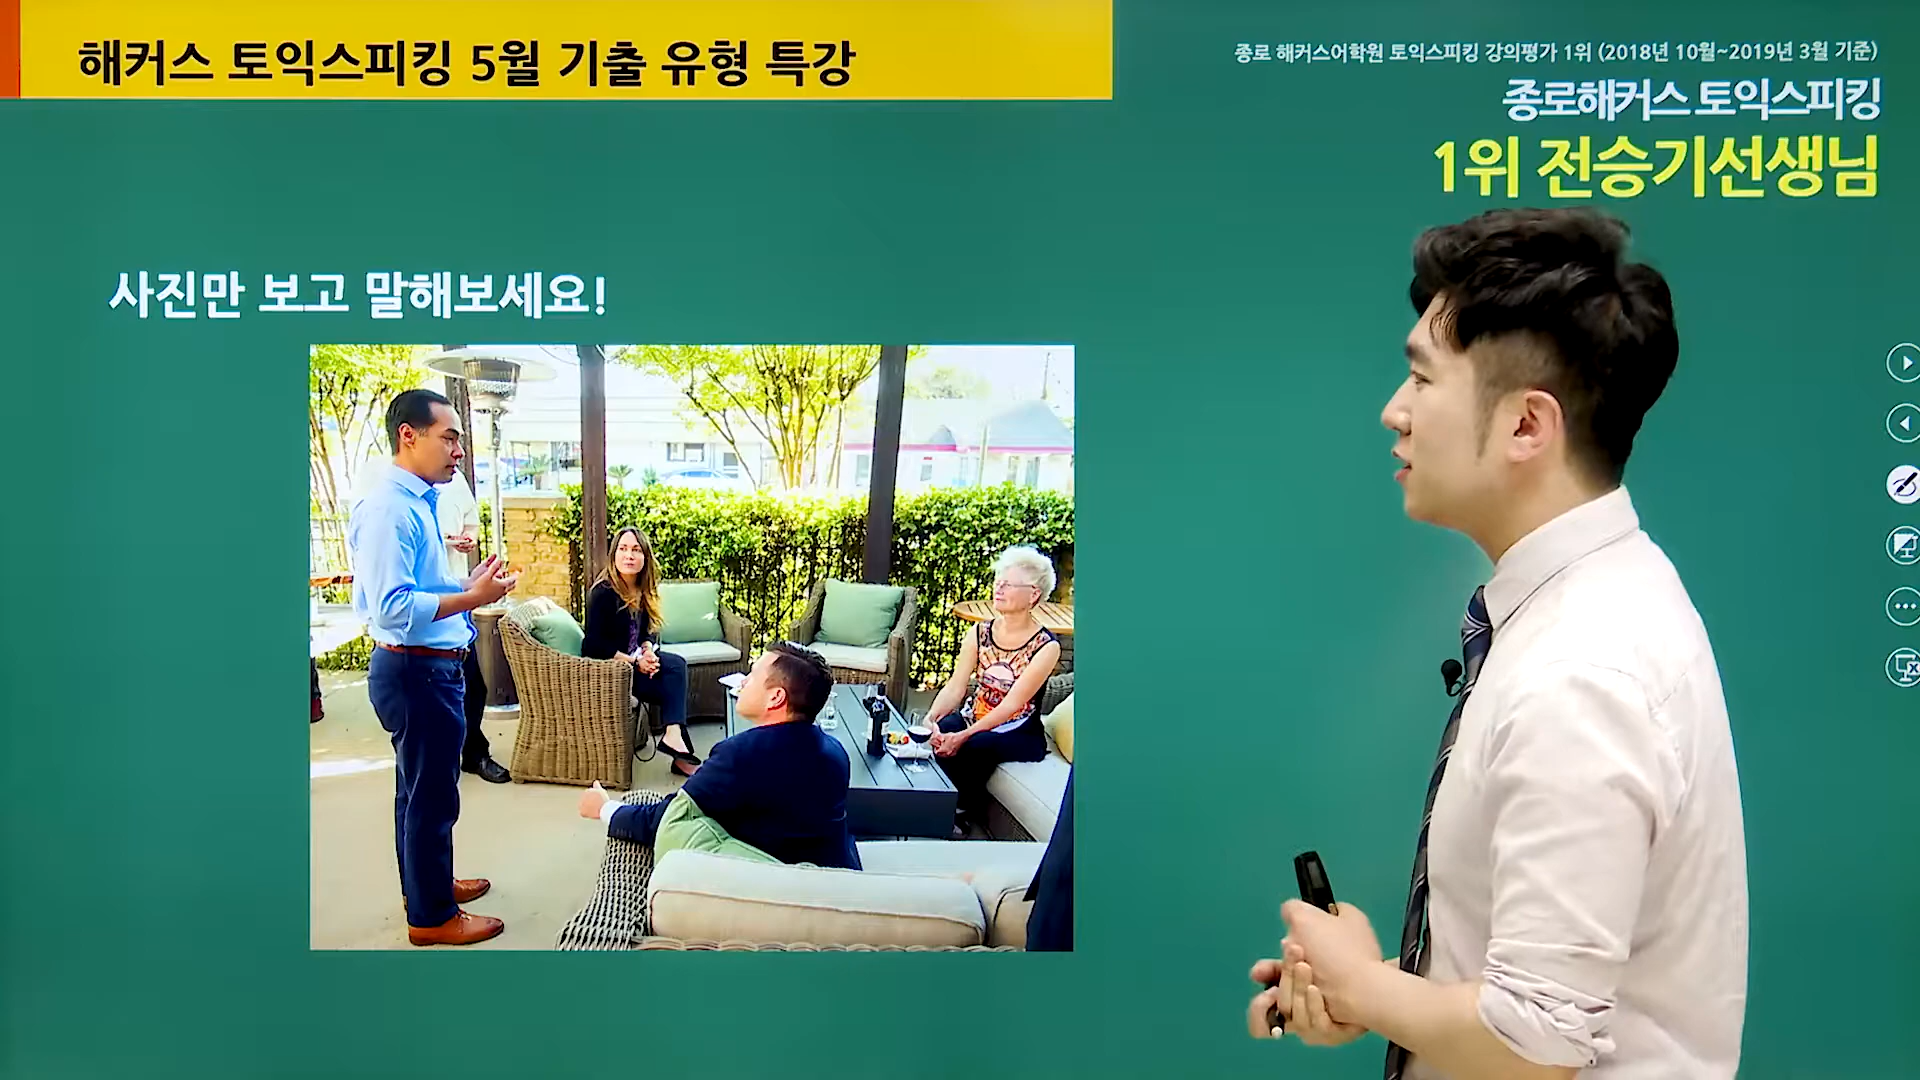 해커스 토익스피킹 5월 기출 유형 특강
종로 해커스어학원 토익스피킹 강의평가 1위 (2018년 10월~2019년 3월 기준)
종로해커스 토익스피킹
1위 전승기선생님
사진만 보고 말해보세요!